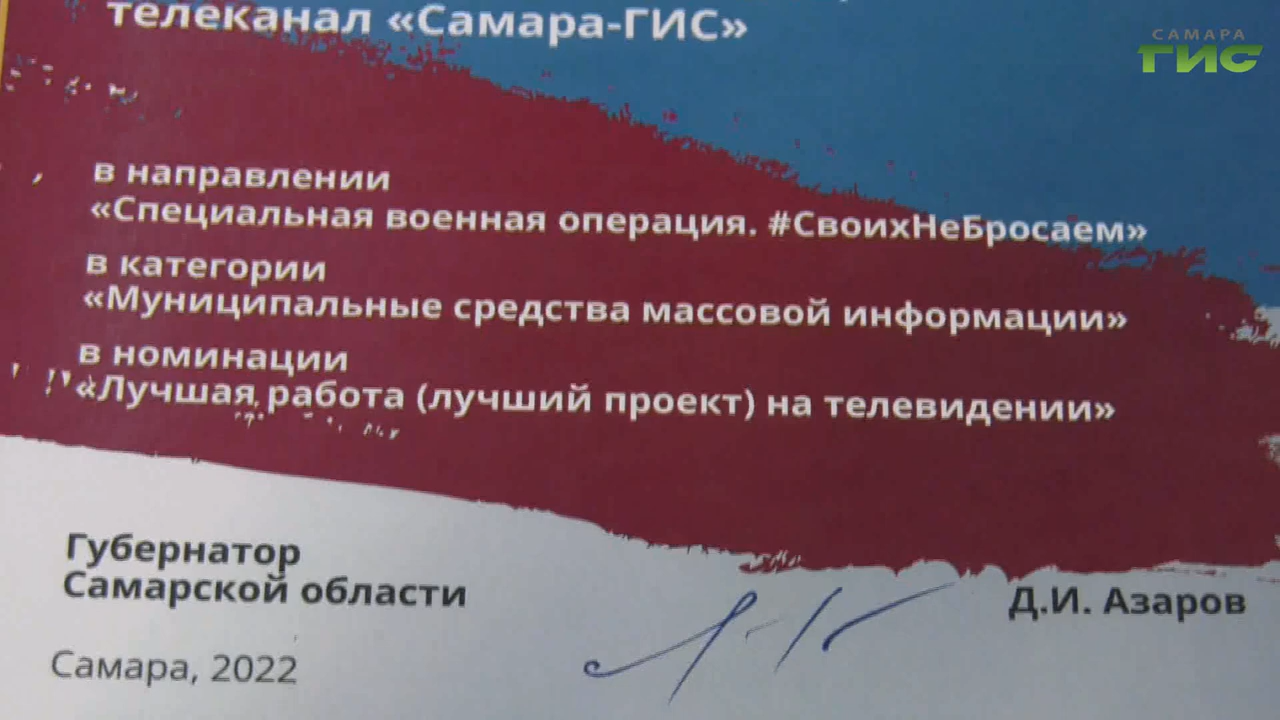 телеканал «Самара-ГИС»
САМАРА
ГИС
в направлении
«Специальная военная операция. #СвоихНеБросаем»
в категории
«Муниципальные средства массовой информации»
в номинации
«Лучшая работа (лучший проект) на телевидении»
Губернатор
Самарской области
Д.И. Азаров
Самара, 2022